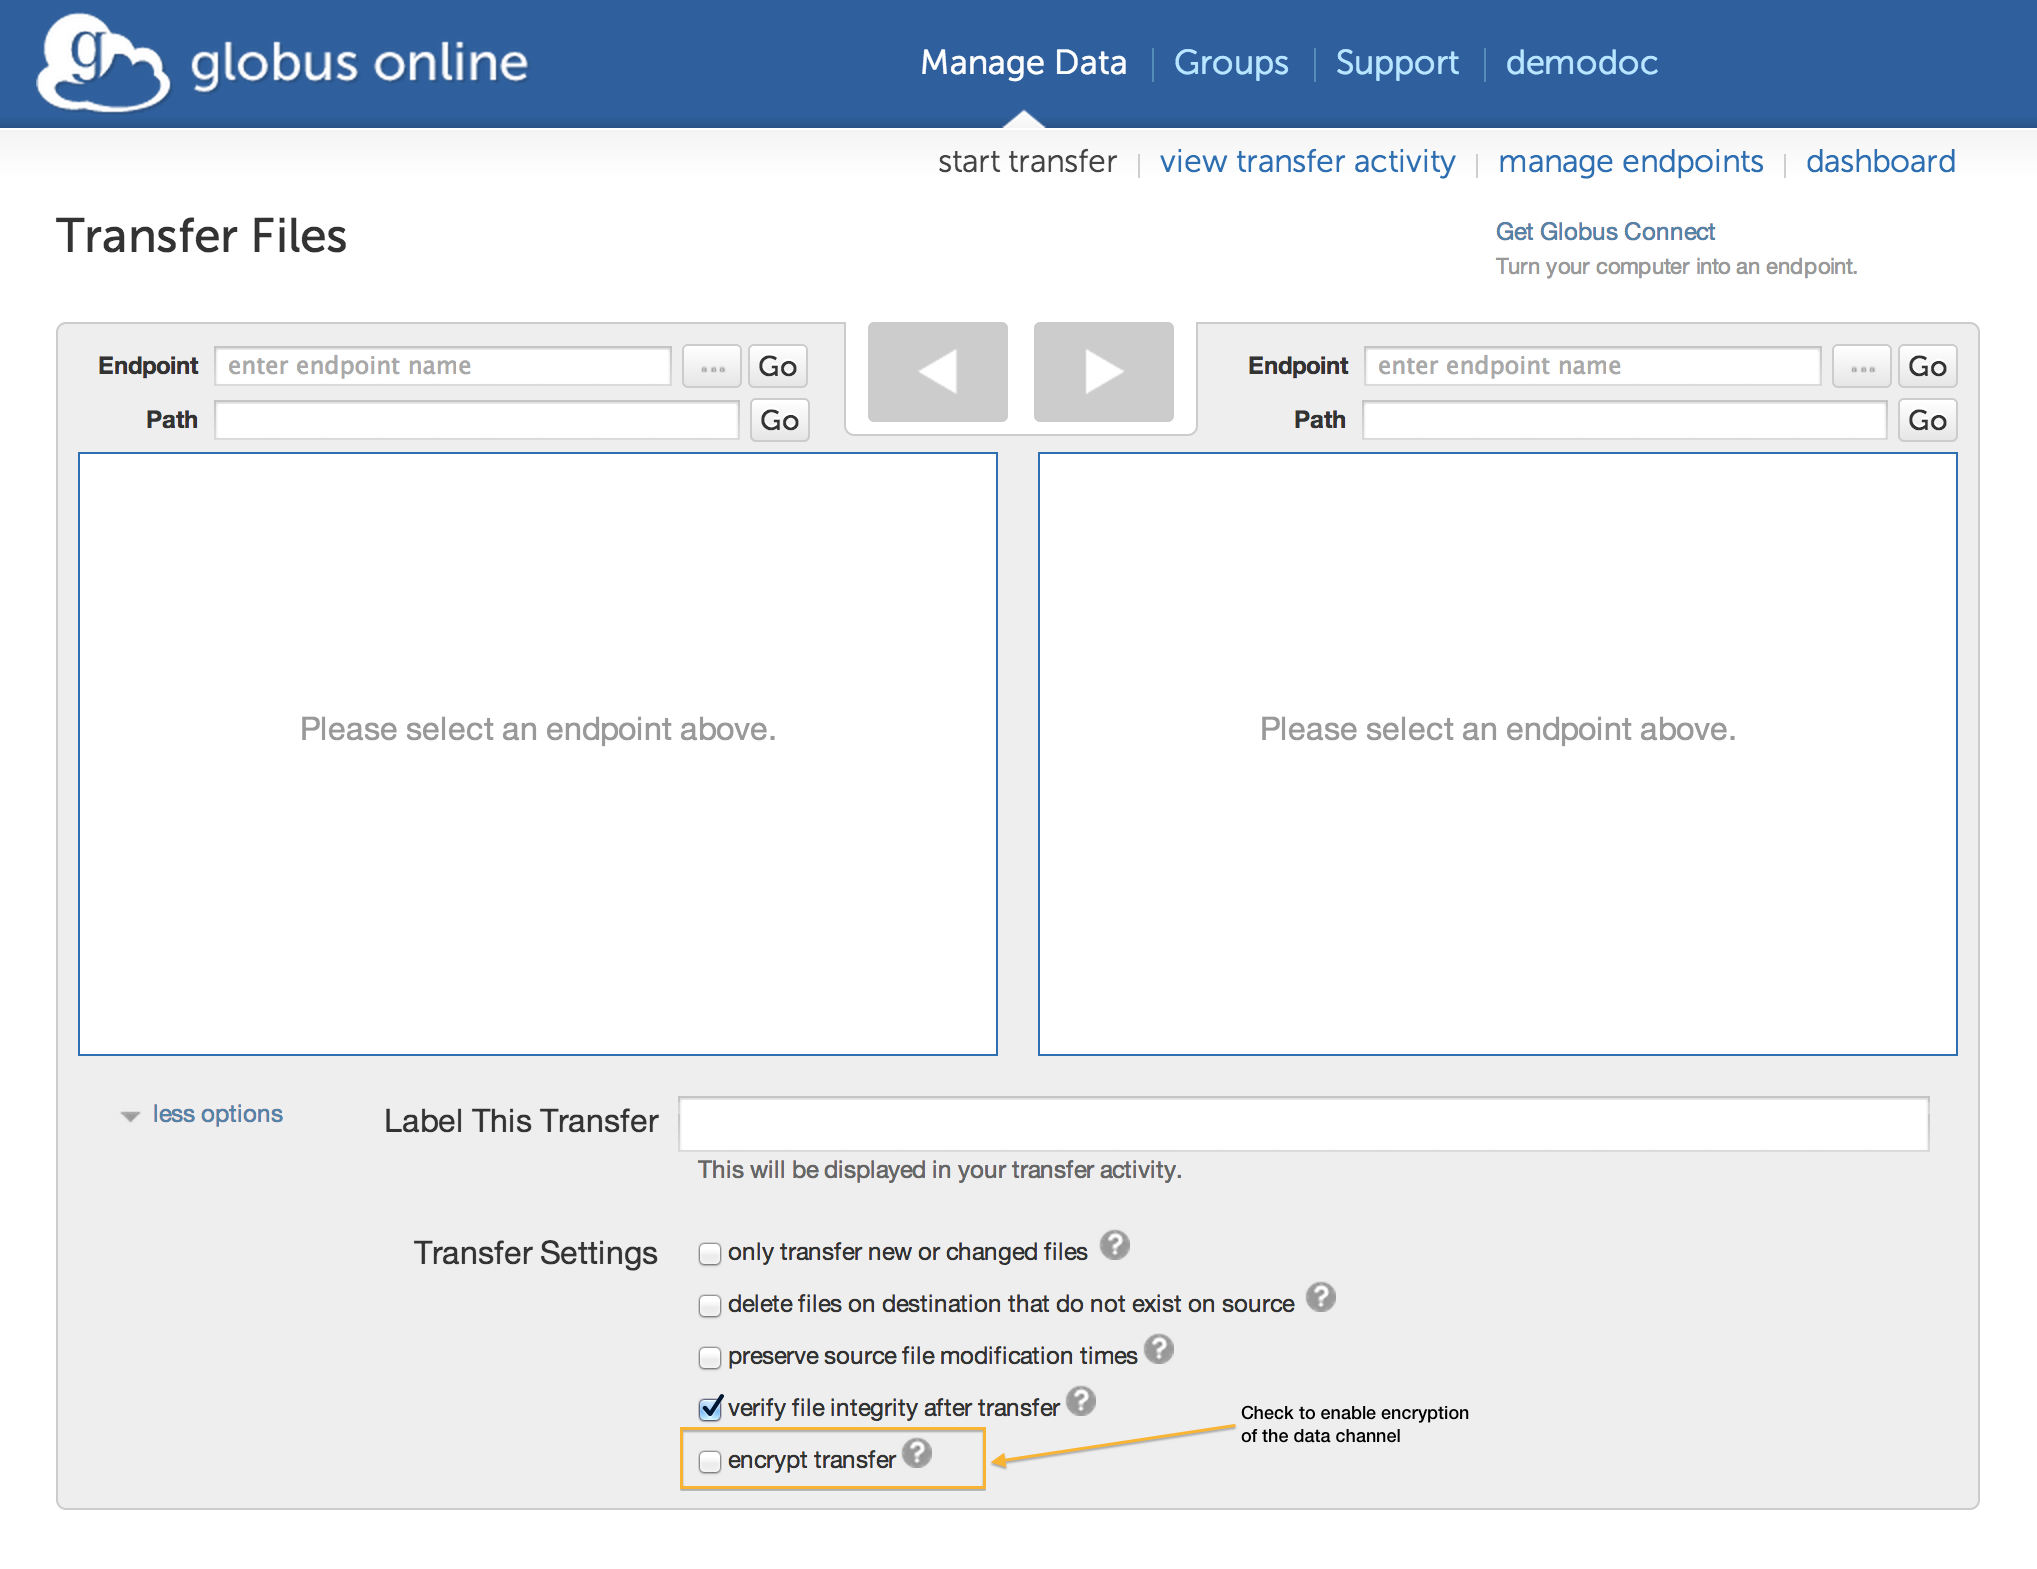 g globus online
Manage Data
Groups
Support
demodoc
start transfer
view transfer activity
manage endpoints
dashboard
Transfer Files
Get Globus Connect
Turn your computer into an endpoint.
Endpoint
enter endpoint name
...
Go
Path
Go
Endpoint
enter endpoint name
...
Go
Path
Go
Please select an endpoint above.
Please select an endpoint above.
less options
Label This Transfer
This will be displayed in your transfer activity.
Transfer Settings
only transfer new or changed files ?
delete files on destination that do not exist on source ?
preserve source file modification times ?
verify file integrity after transfer ?
encrypt transfer ?
Check to enable encryption
of the data channel